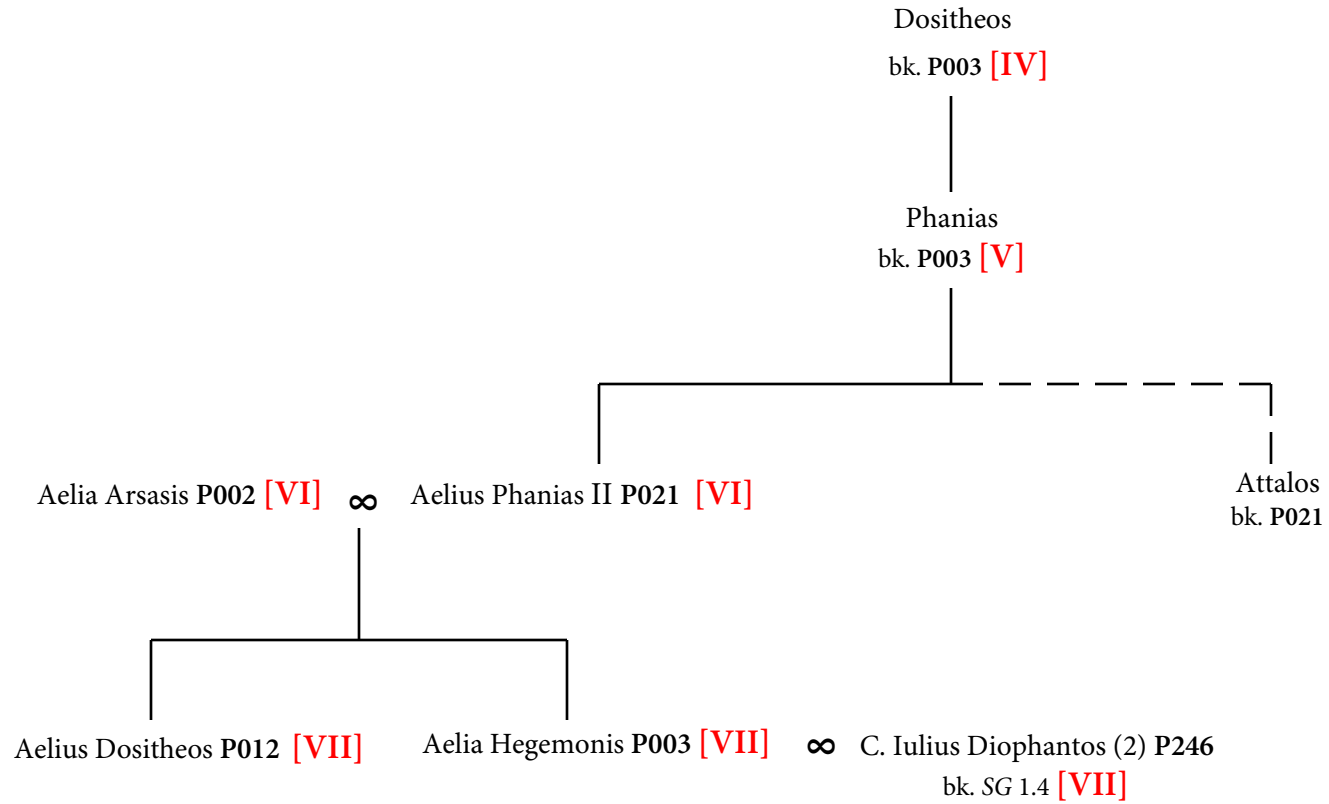 Dositheos
bk. P003 [IV]
Phanias
bk. P003 [V]
Aelia Arsasis P002 [VI] ∞ Aelius Phanias II P021 [VI]
Attalos
bk. P021
Aelius Dositheos P012 [VII]
Aelia Hegemonis P003 [VII] ∞ C. Iulius Diophantos (2) P246
bk. SG 1.4 [VII]